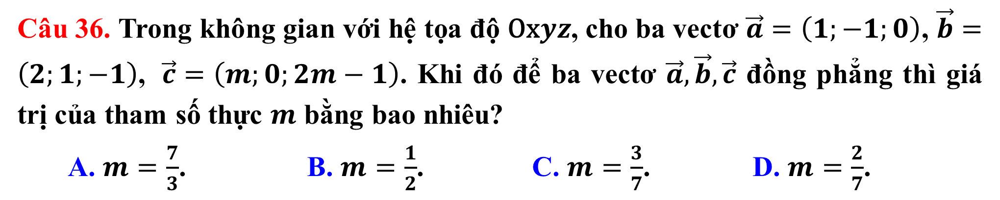 Câu 36. Trong không gian với hệ tọa độ Oxyz, cho ba vectơ $\vec{a} = (1; -1; 0)$, $\vec{b} =$
$(2; 1; -1)$, $\vec{c} = (m; 0; 2m - 1)$. Khi đó để ba vectơ $\vec{a}, \vec{b}, \vec{c}$ đồng phẳng thì giá
trị của tham số thực $m$ bằng bao nhiêu?
A. $m = \frac{7}{3}$. B. $m = \frac{1}{2}$. C. $m = \frac{3}{7}$. D. $m = \frac{2}{7}$.